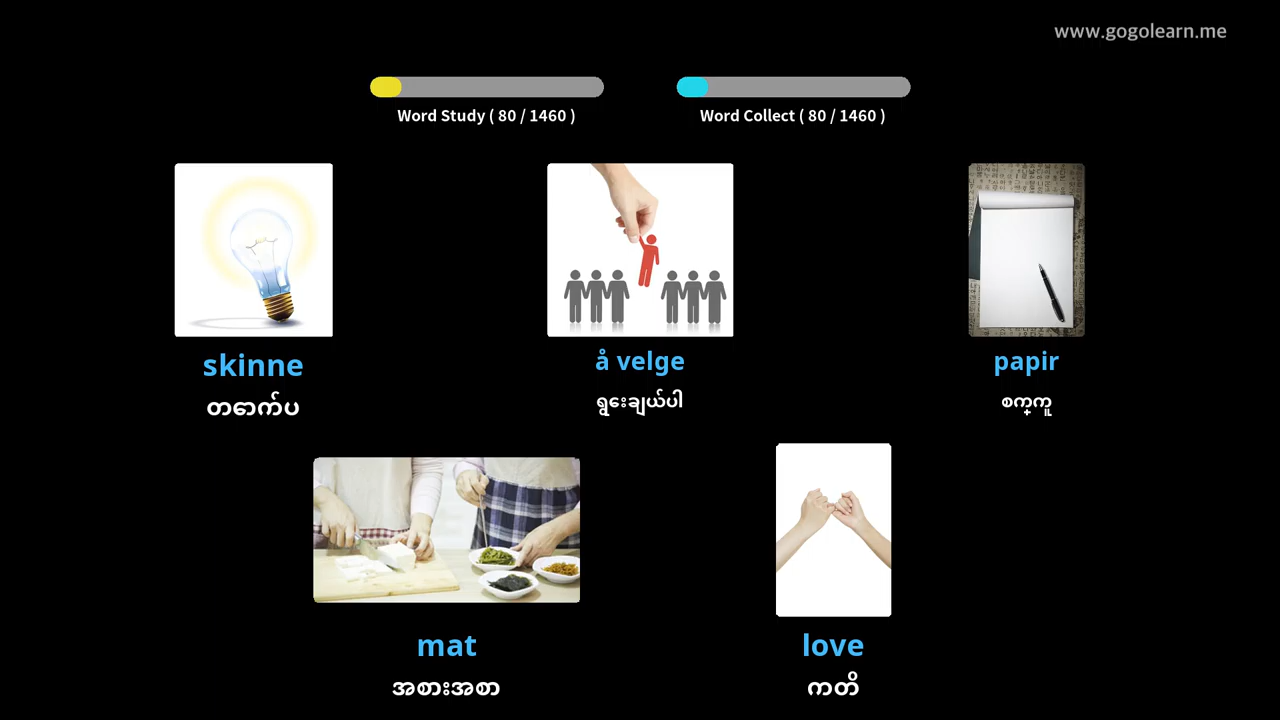 www.gogolearn.me
Word Study ( 80 / 1460 )
Word Collect ( 80 / 1460 )
skinne
တောက်ပ
å velge
ရွေးချယ်ပါ
papir
စက္ကူ
mat
အစားအစာ
love
ကတိ